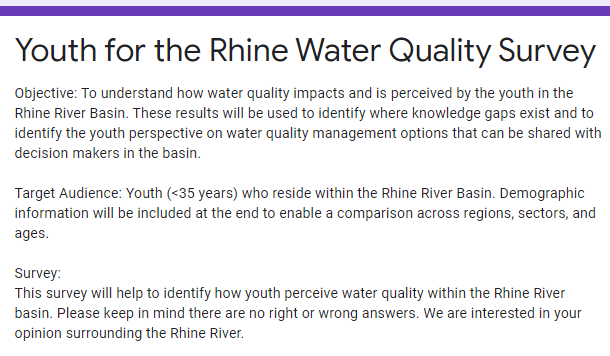 Youth for the Rhine Water Quality Survey
Objective: To understand how water quality impacts and is perceived by the youth in the
Rhine River Basin. These results will be used to identify where knowledge gaps exist and to
identify the youth perspective on water quality management options that can be shared with
decision makers in the basin.
Target Audience: Youth (<35 years) who reside within the Rhine River Basin. Demographic
information will be included at the end to enable a comparison across regions, sectors, and
ages.
Survey:
This survey will help to identify how youth perceive water quality within the Rhine River
basin. Please keep in mind there are no right or wrong answers. We are interested in your
opinion surrounding the Rhine River.